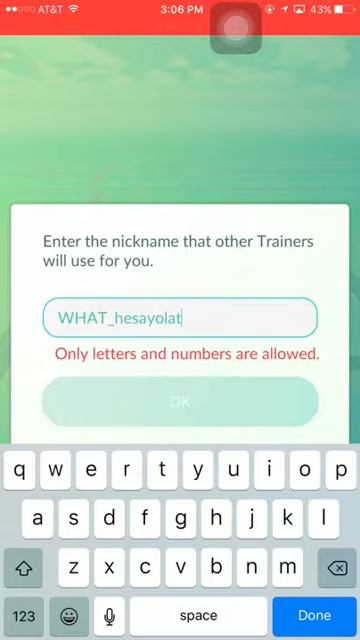 AT&T 3:06 PM 43%
Enter the nickname that other Trainers
will use for you.
WHAT_hesayolat
Only letters and numbers are allowed.
OK
q w e r t y u i o p
a s d f g h j k l
z x c v b n m
123 space Done